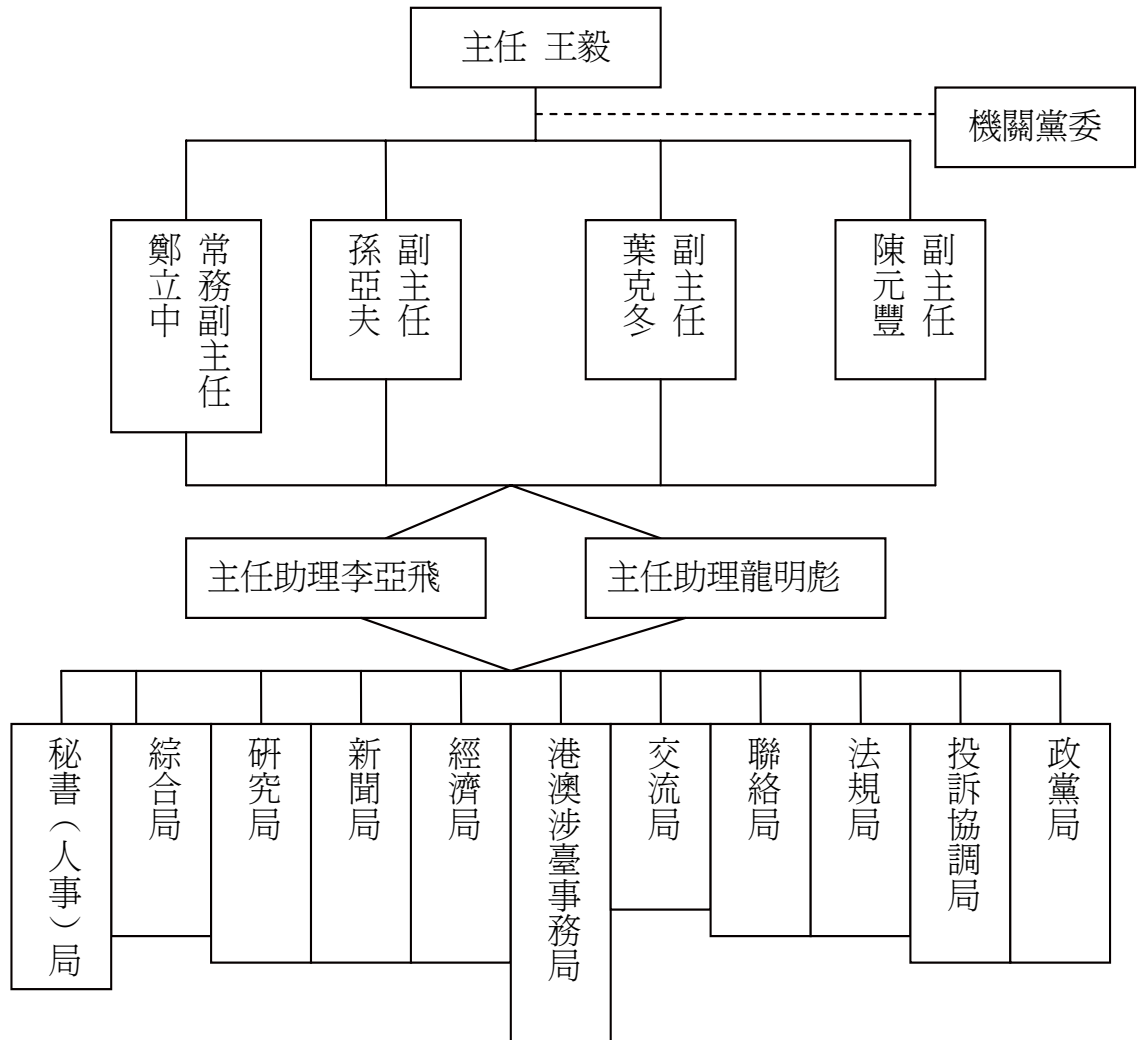 主任 王毅
機關黨委
常務副主任
鄭立中
副主任
孫亞夫
副主任
葉克冬
副主任
陳元豐
主任助理李亞飛
主任助理龍明彪
秘書（人事）局
綜合局
研究局
新聞局
經濟局
港澳涉臺事務局
交流局
聯絡局
法規局
投訴協調局
政黨局